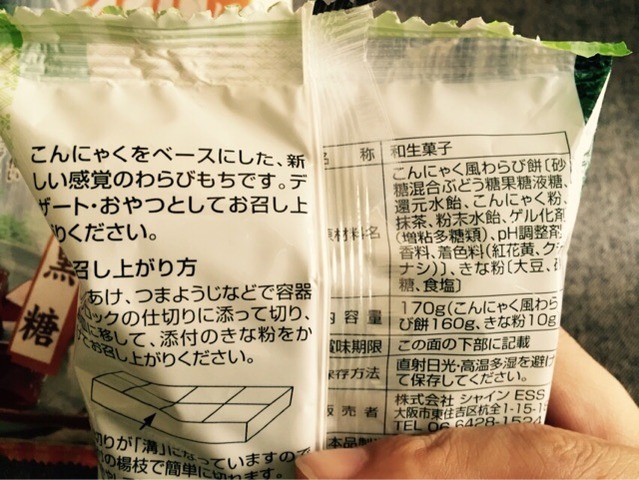 こんにゃくをベースにした、新
しい感覚のわらびもちです。デ
ザート・おやつとしてお召し上
がりください。
召し上がり方
あけ、つまようじなどで容器
ロックの仕切りに添って切り、
に移して、添付のきな粉をか
てお召し上がりください。
切りが「溝」になっていますので
の楊枝で簡単に切れます。
黒糖
名称 和生菓子
原材料名 こんにゃく風わらび餅〔砂
糖混合ぶどう糖果糖液糖、
還元水飴、こんにゃく粉、
抹茶、粉末水飴、ゲル化剤
(増粘多糖類)、pH調整剤
香料、着色料(紅花黄、クチ
ナシ)〕、きな粉〔大豆、砂
糖、食塩〕
内容量 170g(こんにゃく風わら
び餅160g、きな粉10g
賞味期限 この面の下部に記載
保存方法 直射日光・高温多湿を避け
て保存してください。
販売者 株式会社 シャイン ESS
大阪市東住吉区杭全1-15-1
TEL 06-6428-1524
本品製